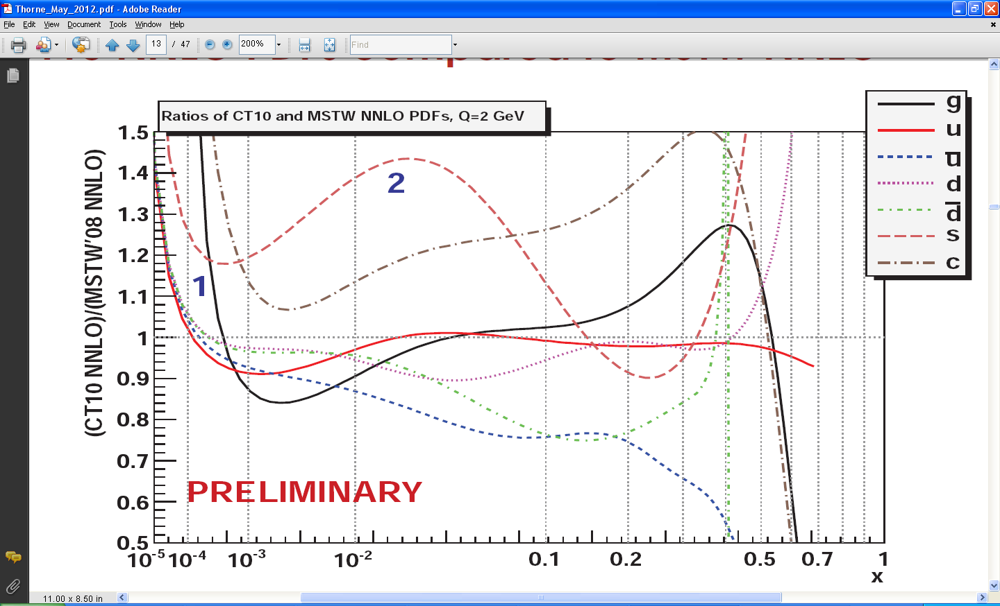 Thorne_May_2012.pdf - Adobe Reader
File Edit View Document Tools Window Help
13 / 47 200% Find
Ratios of CT10 and MSTW NNLO PDFs, Q=2 GeV
g
u
u̅
d
d̅
s
c
(CT10 NNLO)/(MSTW'08 NNLO)
1.5
1.4
1.3
1.2
1.1
1
0.9
0.8
0.7
0.6
0.5
2
1
PRELIMINARY
10-5 10-4 10-3 10-2 0.1 0.2 0.5 0.7 1
x
11.00 x 8.50 in